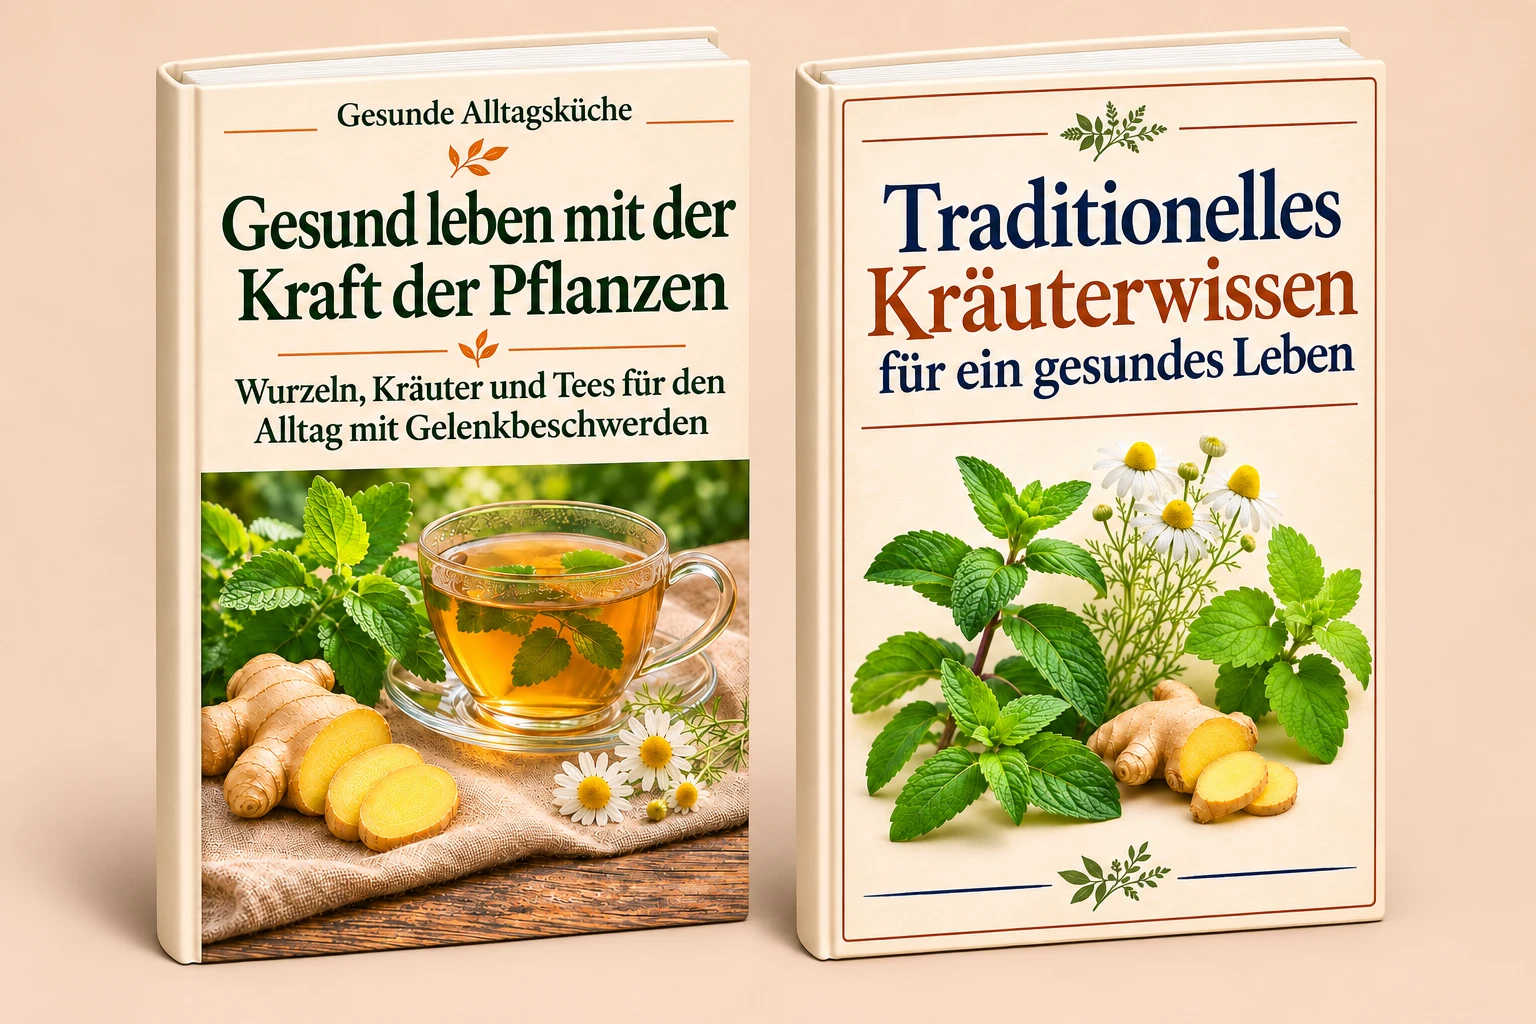 Gesunde Alltagsküche
Gesund leben mit der
Kraft der Pflanzen
Wurzeln, Kräuter und Tees für den
Alltag mit Gelenkbeschwerden
Traditionelles
Kräuterwissen
für ein gesundes Leben